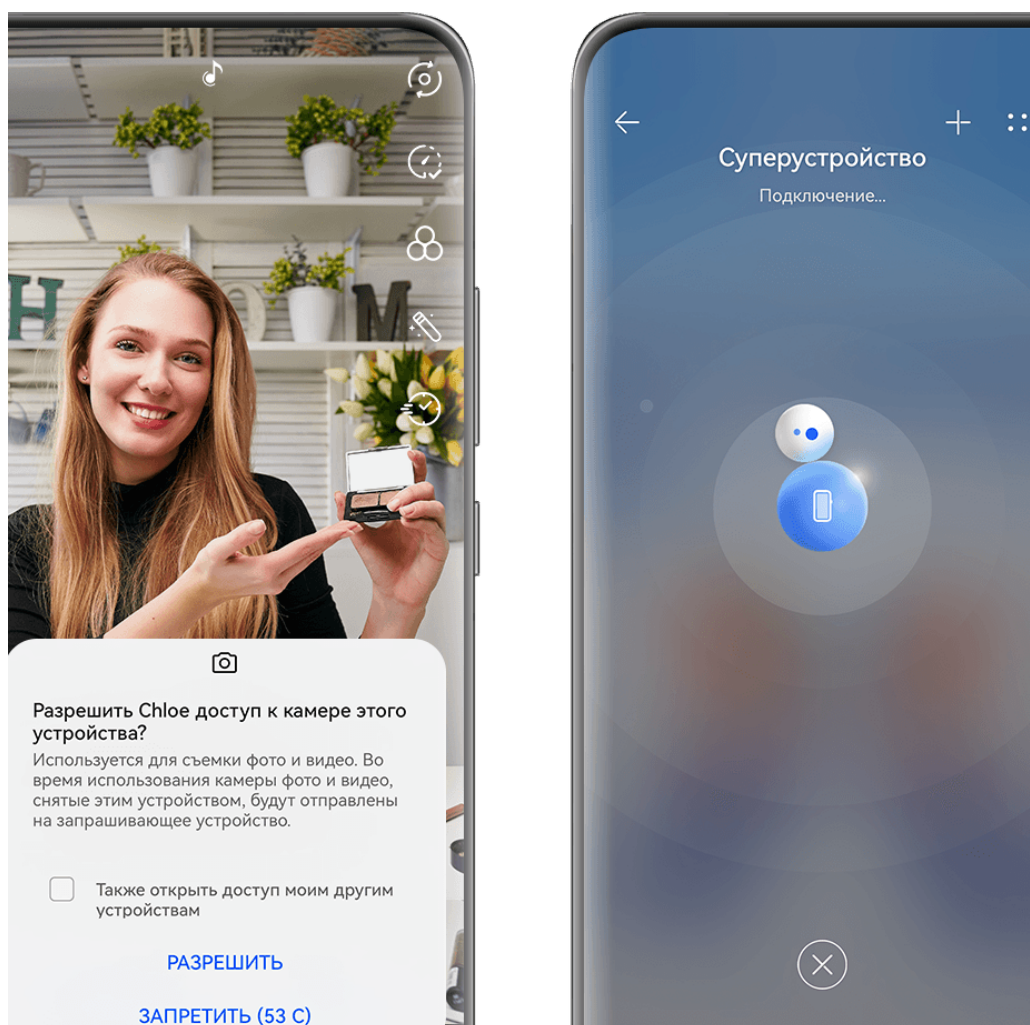 H O M
Разрешить Chloe доступ к камере этого
устройства?
Используется для съемки фото и видео. Во
время использования камеры фото и видео,
снятые этим устройством, будут отправлены
на запрашивающее устройство.
Также открыть доступ моим другим
устройствам
РАЗРЕШИТЬ
ЗАПРЕТИТЬ (53 С)
Суперустройство
Подключение...